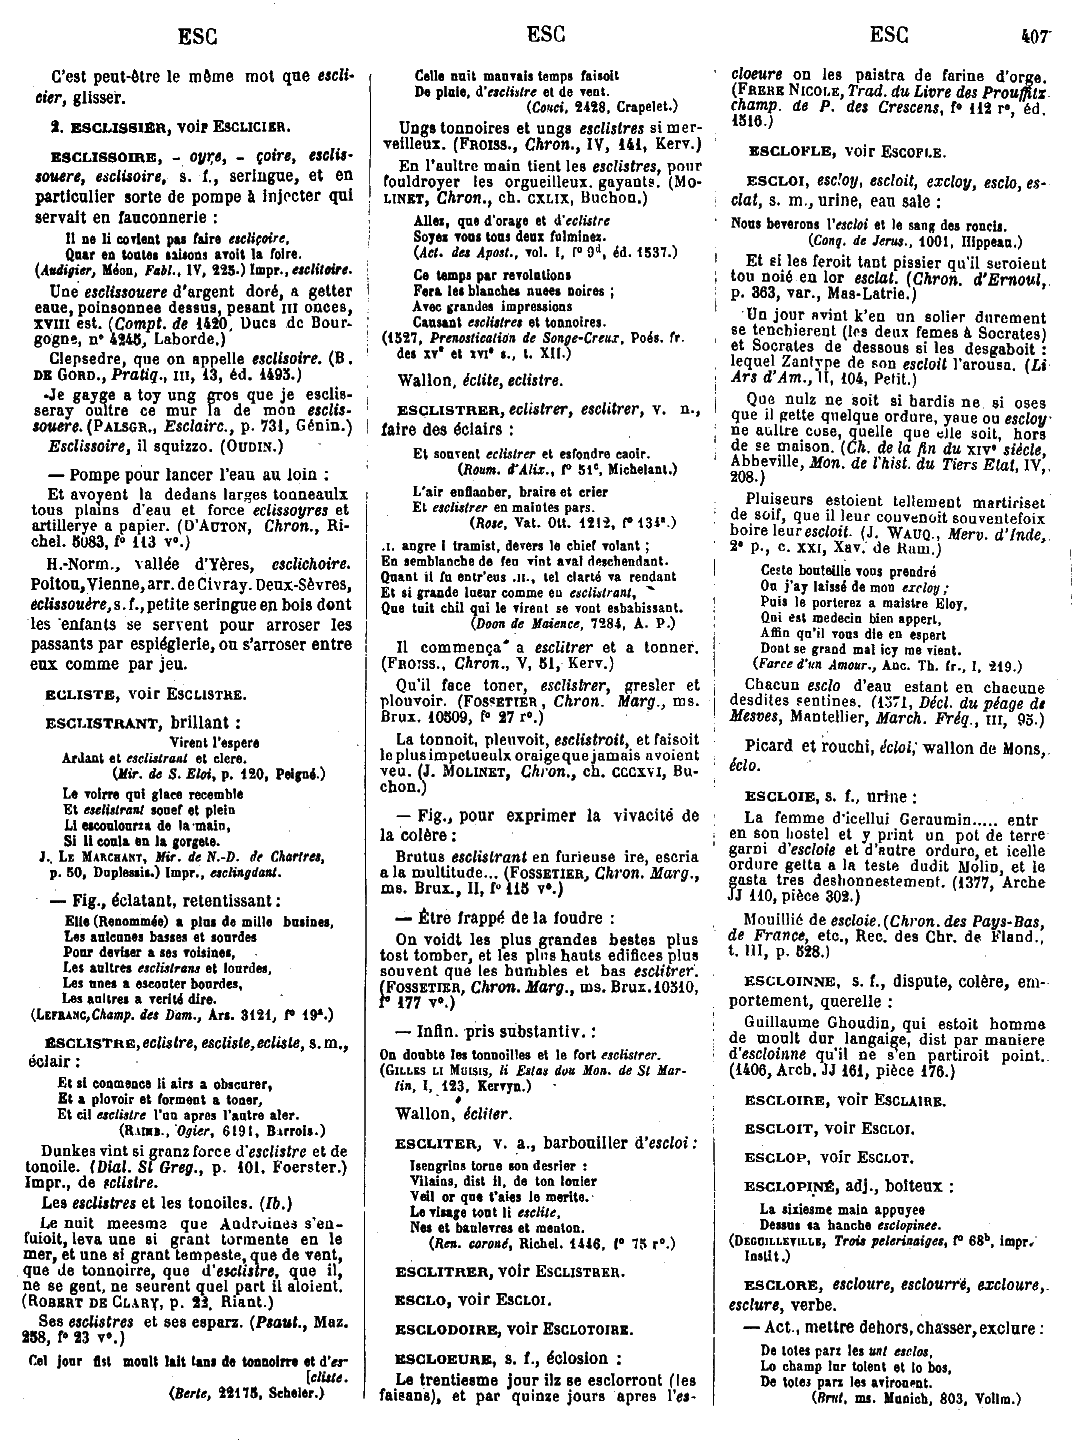 ESC
ESC
ESC
407
C'est peut-être le même mot que escli-
cier, glisser.
2. ESCLISSIER, voir ESCLICIER.
ESCLISSOIRE, - oyre, - çoire, esclis-
souere, esclisoire, s. f., seringue, et en
particulier sorte de pompe à injecter qui
servait en fauconnerie :
Il ne li covient pas faire escliçoire,
Quar en toutes saisons avoit la foire.
(Audigier, Méon, Fabl., IV, 225.) Impr., esclitoire.
Une esclissouere d'argent doré, a getter
eaue, poinsonnee dessus, pesant III onces,
XVIII est. (Compt. de 1420, Ducs de Bour-
gogne, n° 4245, Laborde.)
Clepsedre, que on appelle esclisoire. (B.
DE GORD., Pratiq., III, 13, éd. 1495.)
Je gayge a toy ung gros que je esclis-
seray oultre ce mur la de mon esclis-
souere. (PALSGR., Esclairc., p. 731, Génin.)
Esclissoire, il squizzo. (OUDIN.)
— Pompe pour lancer l'eau au loin :
Et avoyent la dedans larges tonneaulx
tous plains d'eau et force eclissoyres et
artillerye a papier. (D'AUTON, Chron., Ri-
chel. 5083, f° 113 v°.)
H.-Norm., vallée d'Yères, esclichoire.
Poitou, Vienne, arr. de Civray. Deux-Sèvres,
eclissouére, s. f., petite seringue en bois dont
les enfants se servent pour arroser les
passants par espiéglerie, ou s'arroser entre
eux comme par jeu.
ECLISTE, voir ESCLISTRE.
ESCLISTRANT, brillant :
Virent l'espere
Ardant et esclistrant et clere.
(Mir. de S. Eloi, p. 120, Peigné.)
Le voirre qui glace recemble
Et eselistrant souef et plein
Li escoulourza de la main,
Si li coula en la gorgete.
J. LE MARCHANT, Mir. de N.-D. de Chartres,
p. 50, Duplessis.) Impr., esclingdant.
— Fig., éclatant, retentissant :
Elle (Renommée) a plus de mille busines,
Les aulcunes basses et sourdes
Pour deviser a ses voisines,
Les aultres esclistrans et lourdes,
Les unes a escouter bourdes,
Les aultres a verité dire.
(LEFRANC, Champ. des Dam., Ars. 3121, f° 19ª.)
ESCLISTRE, eclistre, escliste, ecliste, s. m.,
éclair :
Et si conmence li airs a obscurer,
Et a plovoir et forment a toner,
Et cil esclistre l'un apres l'autre aler.
(RAIMB., Ogier, 6191, Barrois.)
Dunkes vint si granz force d'esclistre et de
tonoile. (Dial. St Greg., p. 101, Foerster.)
Impr., de sclistre.
Les esclistres et les tonoiles. (Ib.)
Le nuit meesme que Androines s'en-
fuioit, leva une si grant tormente en le
mer, et une si grant tempeste, que de vent,
que de tonnoirre, que d'esclistre, que il,
ne se gent, ne seurent quel part il aloient.
(ROBERT DE CLARY, p. 22, Riant.)
Ses esclistres et ses esparz. (Psaut., Maz.
258, f° 23 v°.)
Cel jour fist moult lait tans de tonnoirre et d'es-
[cliste.
(Berte, 22175, Scheler.)
Celle nuit mauvais temps faisoit
De pluie, d'esclistre et de vent.
(Couci, 2428, Crapelet.)
Ungs tonnoires et ungs esclistres si mer-
veilleux. (FROISS., Chron., IV, 141, Kerv.)
En l'aultre main tient les esclistres, pour
fouldroyer les orgueilleux gayants. (MO-
LINET, Chron., ch. CXLIX, Buchon.)
Allez, que d'orage et d'eclistre
Soyez vous tous deux fulminez.
(Act. des Apost., vol. I, f° 9ᵈ, éd. 1537.)
Ce temps par revolations
Fera les blanches nuees noires ;
Avec grandes impressions
Causant esclistres et tonnoires.
(1527, Prenostication de Songe-Creux, Poés. fr.
des XVᵉ et XVIᵉ s., t. XII.)
Wallon, éclite, eclistre.
ESCLISTRER, eclistrer, esclitrer, v. n.,
faire des éclairs :
Et souvent eclistrer et esfondre caoir.
(Roum. d'Alix., f° 51ᶜ, Michelant.)
L'air enflanber, braire et crier
Et esclistrer en maintes pars.
(Rose, Vat. Ott. 1212, f° 134ª.)
.I. angre I tramist, devers le chief volant ;
En semblanche de feu vint aval deschendant.
Quant il fu entr'eus .II., tel clarté va rendant
Et si grande lueur comme eu esclistrant,
Que tuit chil qui le virent se vont esbahissant.
(Doon de Maience, 7284, A. P.)
Il commença a esclitrer et a tonner.
(FROISS., Chron., V, 51, Kerv.)
Qu'il face toner, esclistrer, gresler et
plouvoir. (FOSSETIER, Chron. Marg., ms.
Brux. 10509, f° 27 r°.)
La tonnoit, pleuvoit, esclistroit, et faisoit
le plus impetueulx oraige que jamais avoient
veu. (J. MOLINET, Chron., ch. CCCXVI, Bu-
chon.)
— Fig., pour exprimer la vivacité de
la colère :
Brutus esclistrant en furieuse ire, escria
a la multitude... (FOSSETIER, Chron. Marg.,
ms. Brux., II, f° 115 v°.)
— Être frappé de la foudre :
On voidt les plus grandes bestes plus
tost tomber, et les plus hauts edifices plus
souvent que les humbles et bas esclitrer.
(FOSSETIER, Chron. Marg., ms. Brux. 10510,
f° 177 v°.)
— Infin. pris substantiv. :
On doubte les tonnoilles et le fort esclistrer.
(GILLES LI MUISIS, li Estas dou Mon. de St Mar-
tin, I, 123, Kervyn.)
Wallon, écliter.
ESCLITER, v. a., barbouiller d'escloi :
Isengrins torne son desrier :
Vilains, dist il, de ton louier
Veil or que t'aies le merite.
Le visage tout li esclite,
Nes et baulevres et menton.
(Ren. coroné, Richel. 1446, f° 75 r°.)
ESCLITRER, voir ESCLISTRER.
ESCLO, voir ESCLOI.
ESCLODOIRE, voir ESCLOTOIRE.
ESCLOEURE, s. f., éclosion :
Le trentiesme jour ilz se esclorront (les
faisans), et par quinze jours apres l'es-
cloeure on les paistra de farine d'orge.
(FRERE NICOLE, Trad. du Livre des Prouffitz
champ. de P. des Crescens, f° 112 r°, éd.
1516.)
ESCLOFLE, voir ESCOFLE.
ESCLOI, escloy, escloit, excloy, esclo, es-
clat, s. m., urine, eau sale :
Nous beverons l'escloi et le sang des roncis.
(Conq. de Jerus., 1001, Hippeau.)
Et si les feroit tant pissier qu'il seroient
tou noié en lor esclat. (Chron. d'Ernoul,
p. 363, var., Mas-Latrie.)
Un jour avint k'en un solier durement
se tenchierent (les deux femes à Socrates)
et Socrates de dessous si les desgaboit :
lequel Zantype de son escloit l'arousa. (Li
Ars d'Am., II, 104, Petit.)
Que nulz ne soit si hardis ne si oses
que il gette quelque ordure, yaue ou escloy
ne aultre cose, quelle que elle soit, hors
de se maison. (Ch. de la fin du XIVᵉ siècle,
Abbeville, Mon. de l'hist. du Tiers Etat, IV,
208.)
Pluiseurs estoient tellement martiriset
de soif, que il leur couvenoit souventefoix
boire leur escloit. (J. WAUQ., Merv. d'Inde,
2ᵉ p., c. XXI, Xav. de Ram.)
Ceste bouteille vous prendré
Ou j'ay laissé de mon excloy ;
Puis le porterez a maistre Eloy,
Qui est medecin bien appert,
Affin qu'il vous die en espert
Dont se grand mal icy me vient.
(Farce d'un Amour., Anc. Th. fr., I, 219.)
Chacun esclo d'eau estant en chacune
desdites sentines. (1371, Décl. du péage de
Mesves, Mantellier, March. Fréq., III, 95.)
Picard et rouchi, écloi, wallon de Mons,
éclo.
ESCLOIE, s. f., urine :
La femme d'icellui Geraumin..... entr
en son hostel et y print un pot de terre
garni d'escloie et d'autre ordure, et icelle
ordure getta a la teste dudit Molin, et le
gasta tres deshonnestement. (1377, Arche
JJ 110, pièce 302.)
Mouillié de escloie. (Chron. des Pays-Bas,
de France, etc., Rec. des Chr. de Fland.,
t. III, p. 528.)
ESCLOINNE, s. f., dispute, colère, em-
portement, querelle :
Guillaume Ghoudin, qui estoit homme
de moult dur langaige, dist par maniere
d'escloinne qu'il ne s'en partiroit point.
(1406, Arch. JJ 161, pièce 176.)
ESCLOIRE, voir ESCLAIRE.
ESCLOIT, voir ESCLOI.
ESCLOP, voir ESCLOT.
ESCLOPINÉ, adj., boiteux :
La sixiesme main appuyee
Dessus sa hanche esclopinee.
(DEGUILLEVILLE, Trois pelerinaiges, f° 68ᵇ, impr.
Instit.)
ESCLORE, escloure, esclourre, excloure,
esclure, verbe.
— Act., mettre dehors, chasser, exclure :
De totes parz les unt esclos,
Lo champ lur tolent et lo bos,
De totes parz les avironent.
(Brut, ms. Munich, 803, Vollm.)